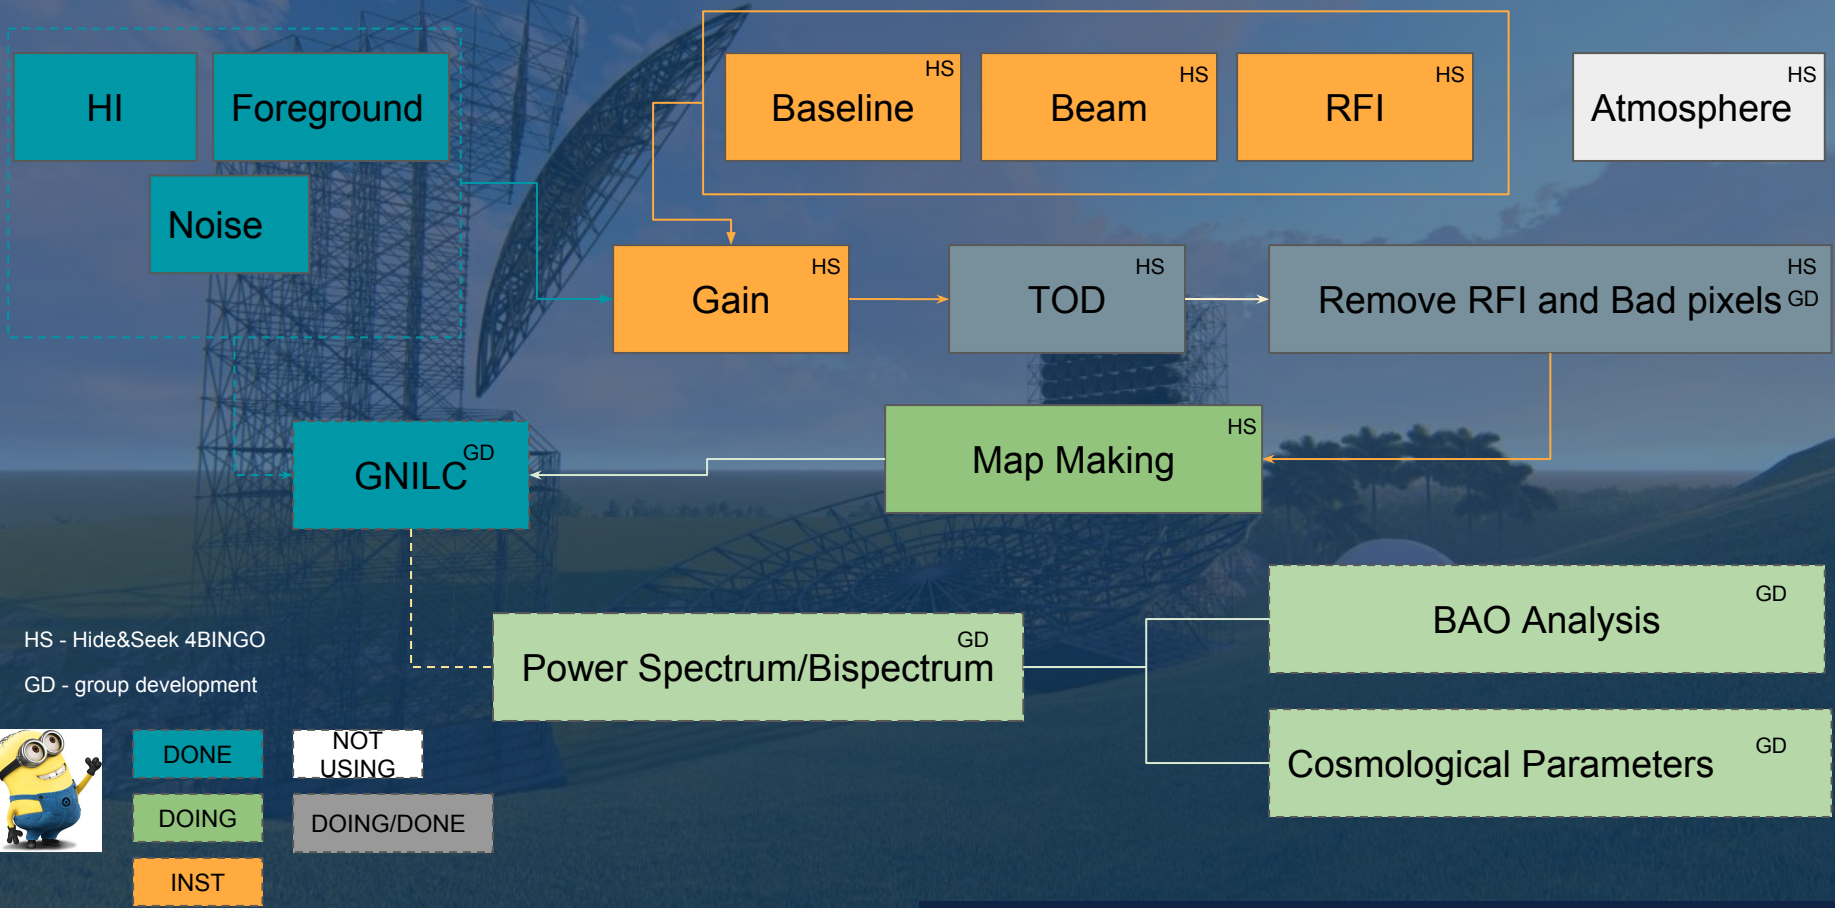 HI
Foreground
Noise
HS
Baseline
HS
Beam
HS
RFI
HS
Atmosphere
HS
Gain
HS
TOD
HS
Remove RFI and Bad pixels GD
HS
Map Making
GD
GNILC
GD
Power Spectrum/Bispectrum
GD
BAO Analysis
GD
Cosmological Parameters
HS - Hide&Seek 4BINGO
GD - group development
DONE
NOT
USING
DOING
DOING/DONE
INST